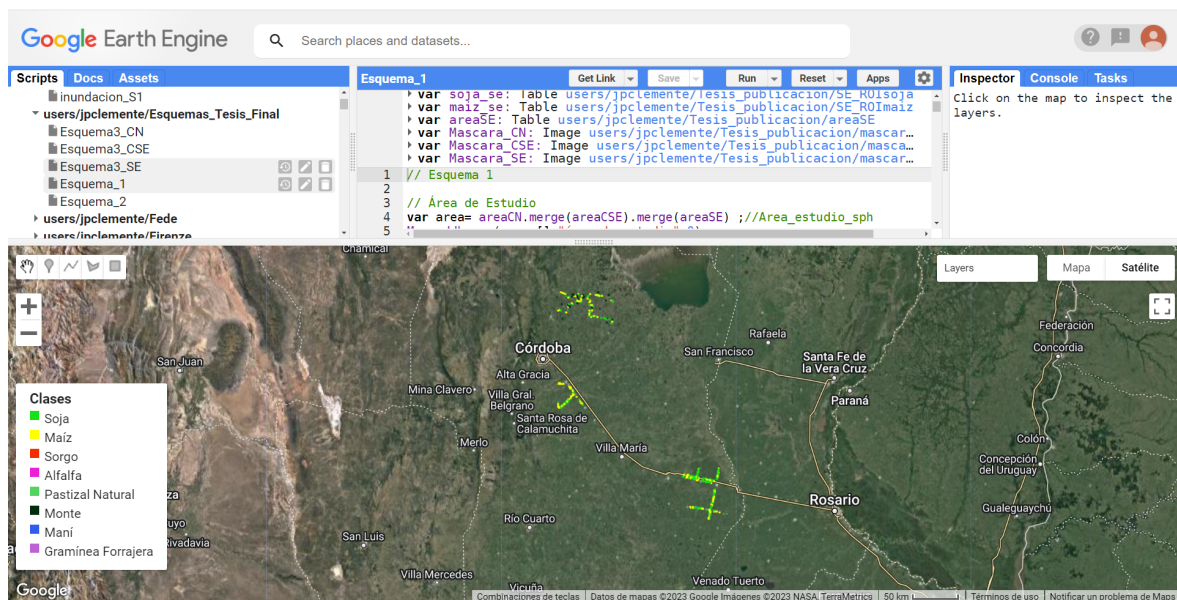 Google Earth Engine
Search places and datasets...
Scripts Docs Assets
inundacion_S1
users/jpclemente/Esquemas_Tesis_Final
Esquema3_CN
Esquema3_CSE
Esquema3_SE
Esquema_1
Esquema_2
users/jpclemente/Fede
users/jpclemente/Firenze
Esquema_1
Get Link
Save
Run
Reset
Apps
var soja_se: Table users/jpclemente/Tesis_publicacion/SE_ROIsoja
var maiz_se: Table users/jpclemente/Tesis_publicacion/SE_ROImaiz
var areaSE: Table users/jpclemente/Tesis_publicacion/areaSE
var Mascara_CN: Image users/jpclemente/Tesis_publicacion/mascar…
var Mascara_CSE: Image users/jpclemente/Tesis_publicacion/masca…
var Mascara_SE: Image users/jpclemente/Tesis_publicacion/mascar…
1 // Esquema 1
2
3 // Área de Estudio
4 var area= areaCN.merge(areaCSE).merge(areaSE) ;//Area_estudio_sph
5
Inspector Console Tasks
Click on the map to inspect the
layers.
Chamical
Layers
Mapa Satélite
Federación
Rafaela
Concordia
Córdoba
San Francisco
Santa Fe de
la Vera Cruz
San Juan
Alta Gracia
Mina Clavero
Villa Gral.
Belgrano
Paraná
Santa Rosa de
Calamuchita
Merlo
Villa María
Colón
Concepción
del Uruguay
Rosario
Gualeguaychú
Río Cuarto
San Luis
Villa Mercedes
Venado Tuerto
Vicuña
za
uyo
Rivadavia
Clases
Soja
Maíz
Sorgo
Alfalfa
Pastizal Natural
Monte
Maní
Gramínea Forrajera
Google
Combinaciones de teclas Datos de mapas ©2023 Google Imágenes ©2023 NASA, TerraMetrics 50 km Términos de uso Notificar un problema de Maps